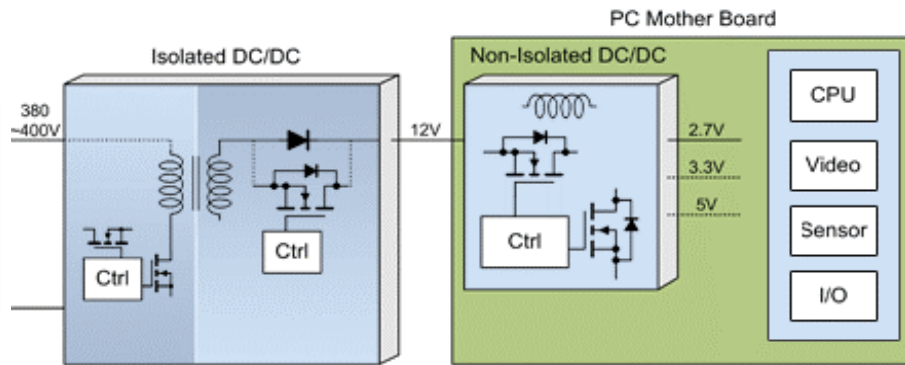 PC Mother Board
Isolated DC/DC
Non-Isolated DC/DC
380
~400V
12V
2.7V
3.3V
5V
CPU
Video
Sensor
I/O
Ctrl
Ctrl
Ctrl